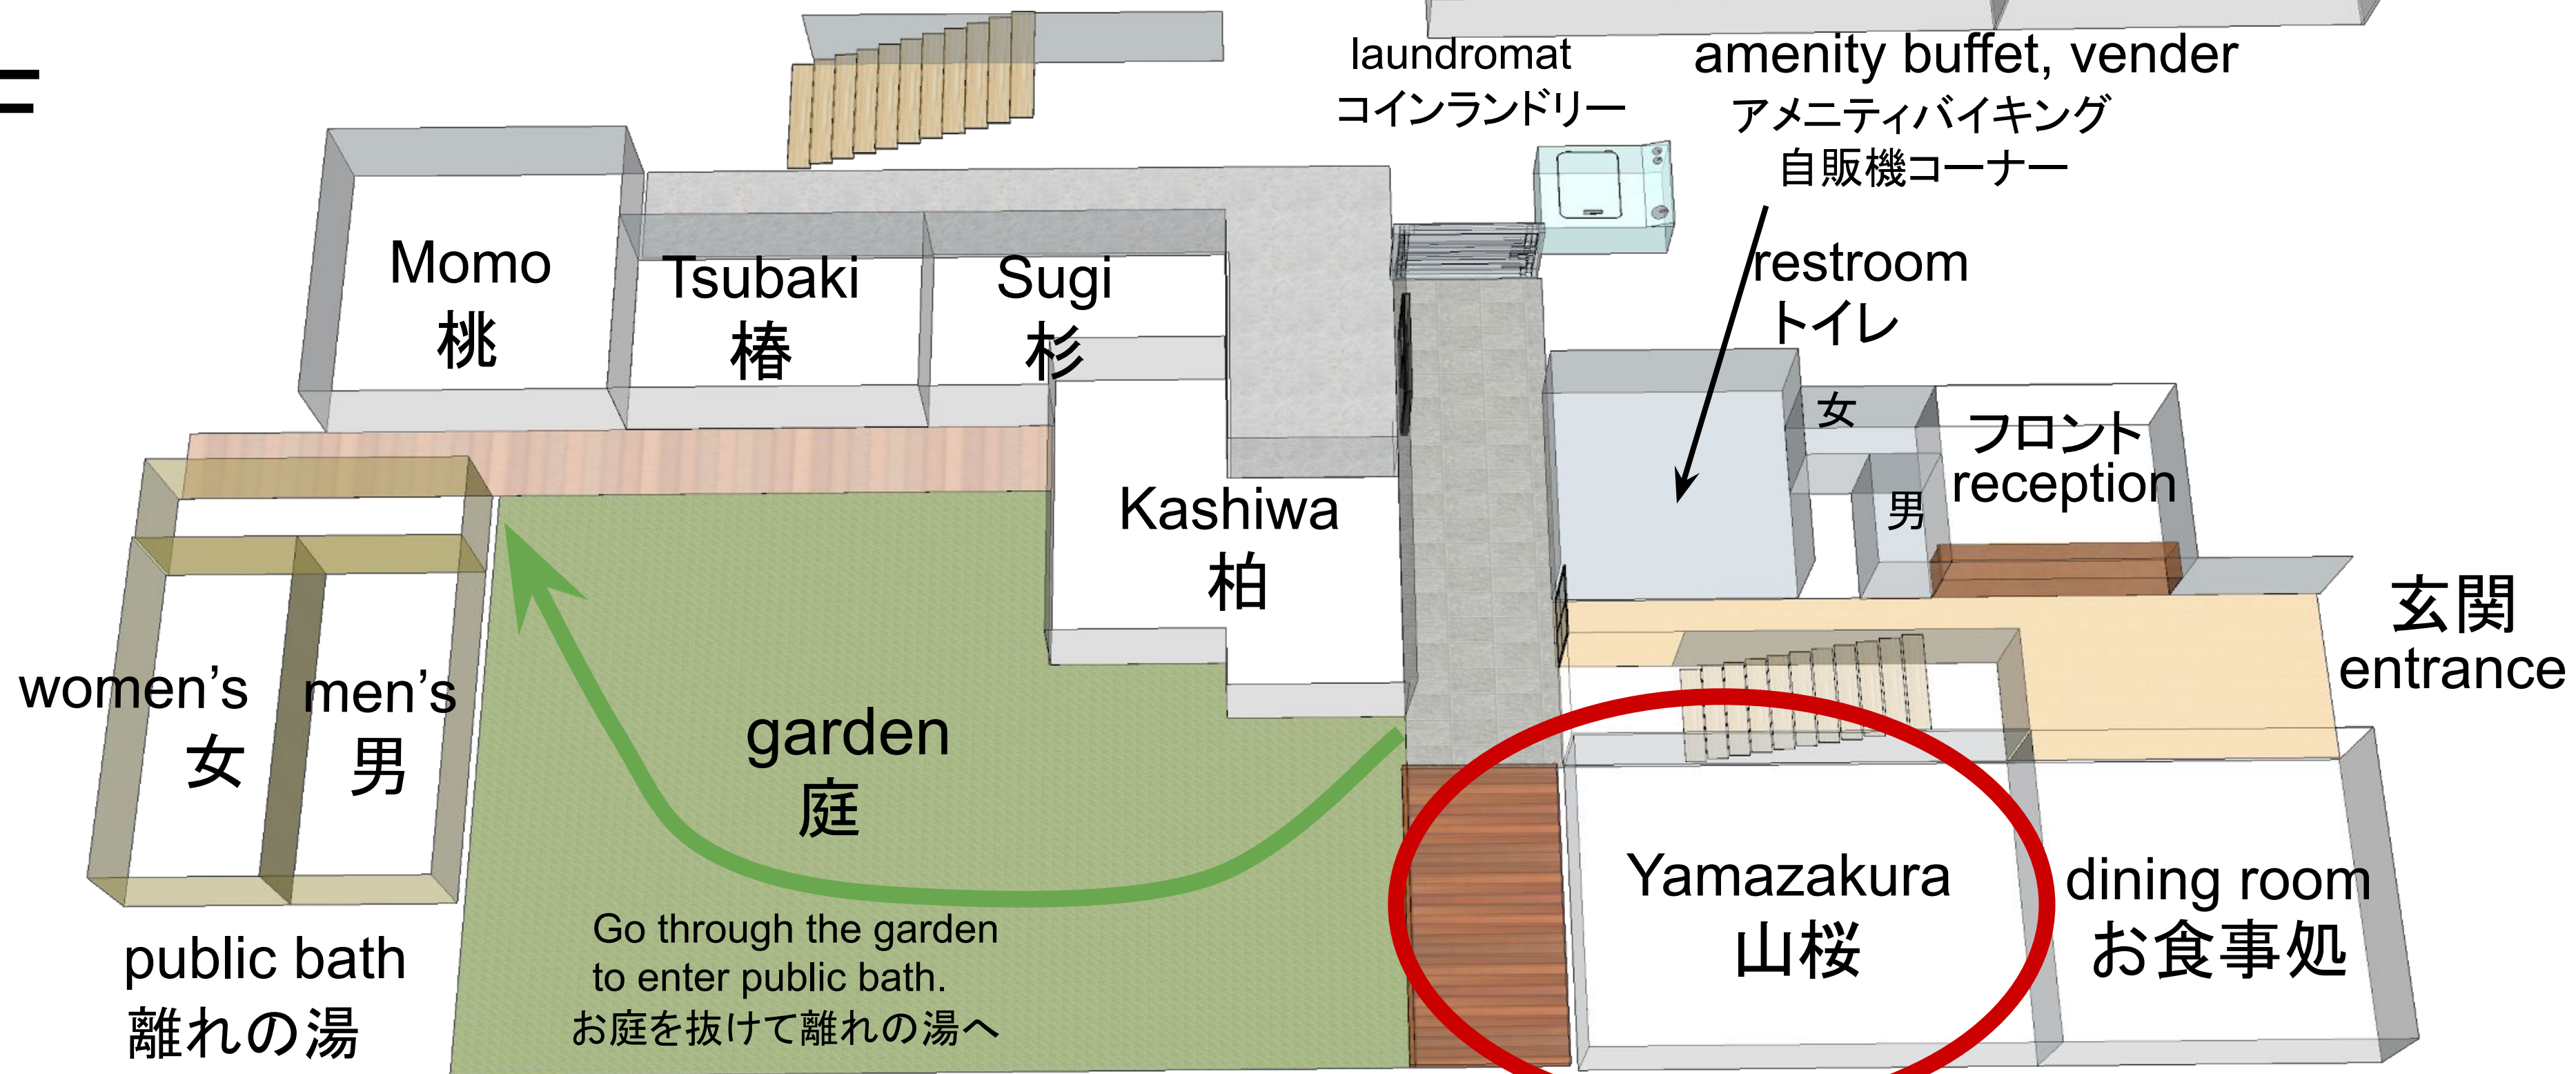 laundromat
コインランドリー
amenity buffet, vender
アメニティバイキング
自販機コーナー
restroom
トイレ
Momo
桃
Tsubaki
椿
Sugi
杉
女
男
フロント
reception
Kashiwa
柏
玄関
entrance
women's
女
men's
男
garden
庭
Yamazakura
山桜
dining room
お食事処
Go through the garden
to enter public bath.
お庭を抜けて離れの湯へ
public bath
離れの湯